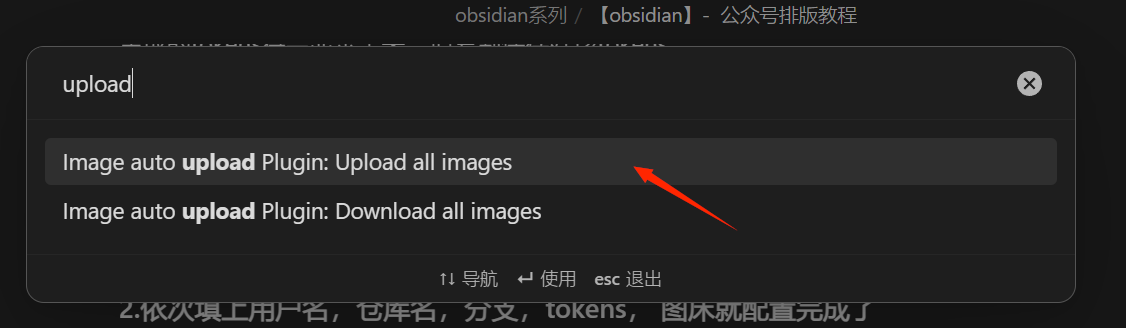 obsidian系列 / 【obsidian】- 公众号排版教程
upload
Image auto upload Plugin: Upload all images
Image auto upload Plugin: Download all images
↑↓ 导航 ↵ 使用 esc 退出
2.依次填上用户名，仓库名，分支，tokens， 图床就配置完成了